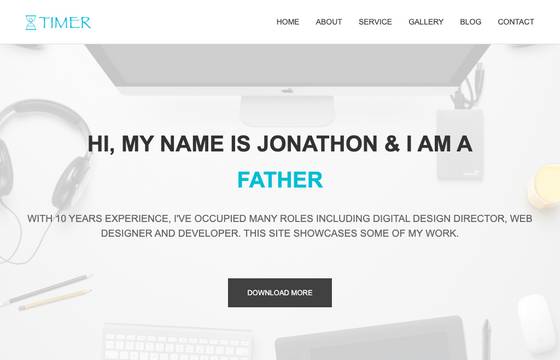 TIMER
HOME ABOUT SERVICE GALLERY BLOG CONTACT
HI, MY NAME IS JONATHON & I AM A
FATHER
WITH 10 YEARS EXPERIENCE, I'VE OCCUPIED MANY ROLES INCLUDING DIGITAL DESIGN DIRECTOR, WEB
DESIGNER AND DEVELOPER. THIS SITE SHOWCASES SOME OF MY WORK.
DOWNLOAD MORE